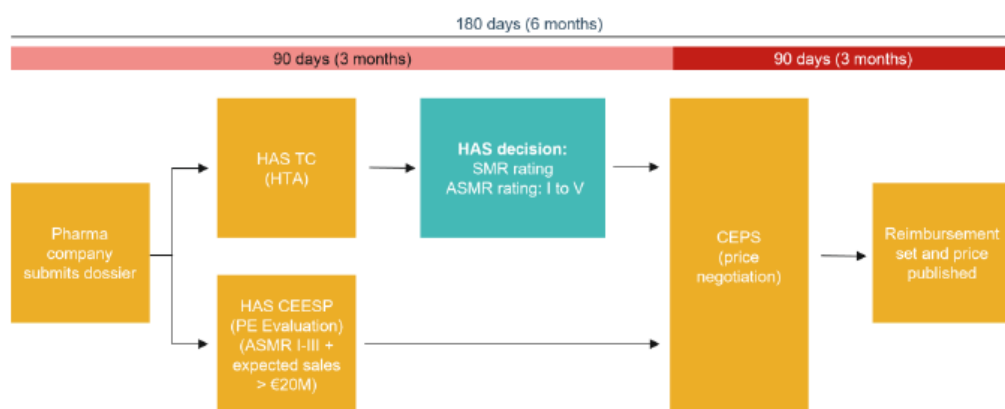 180 days (6 months)
90 days (3 months)
90 days (3 months)
Pharma
company
submits dossier
HAS TC
(HTA)
HAS decision:
SMR rating
ASMR rating: I to V
HAS CEESP
(PE Evaluation)
(ASMR I-III +
expected sales
> €20M)
CEPS
(price
negotiation)
Reimbursement
set and price
published